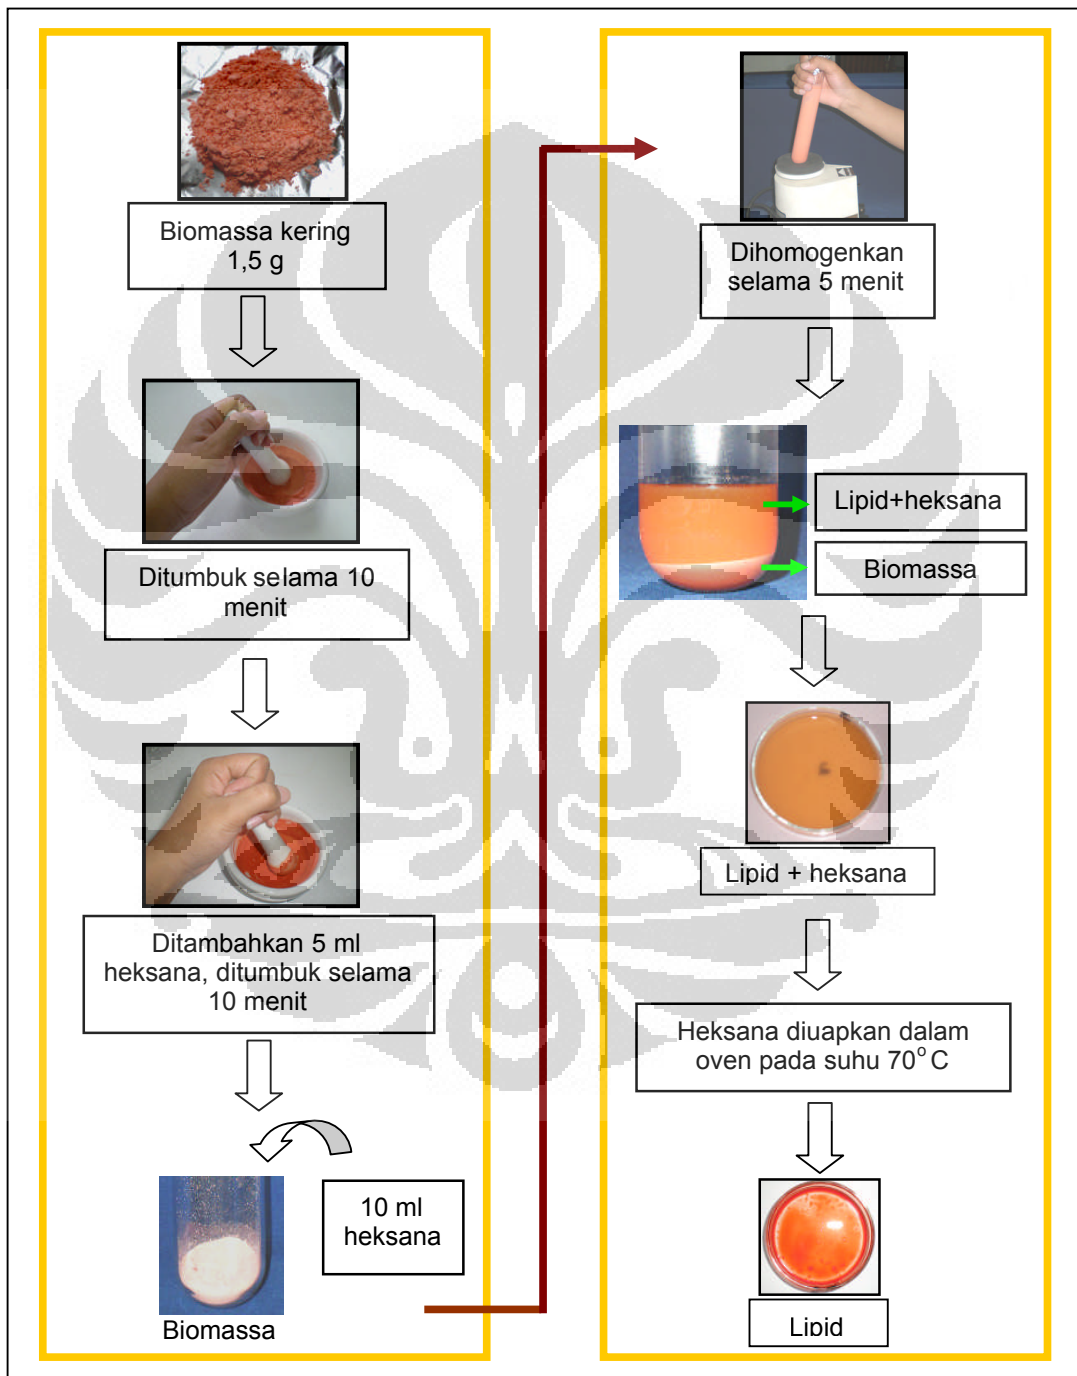 Biomassa kering
1,5 g
Ditumbuk selama 10
menit
Ditambahkan 5 ml
heksana, ditumbuk selama
10 menit
10 ml
heksana
Biomassa
Dihomogenkan
selama 5 menit
Lipid+heksana
Biomassa
Lipid + heksana
Heksana diuapkan dalam
oven pada suhu 70°C
Lipid